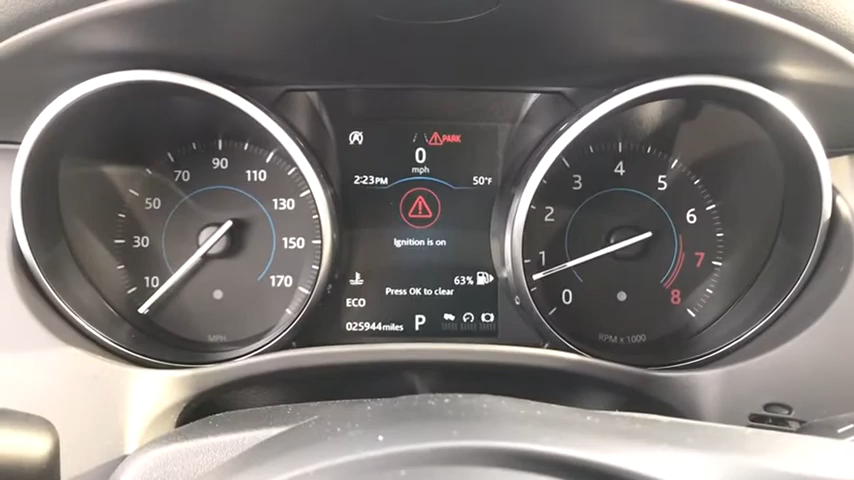 PARK
0
mph
2:23PM 50°F
Ignition is on
63%
Press OK to clear
ECO
025944miles P
10 30 50 70 90 110 130 150 170
MPH
0 1 2 3 4 5 6 7 8
RPM x 1000